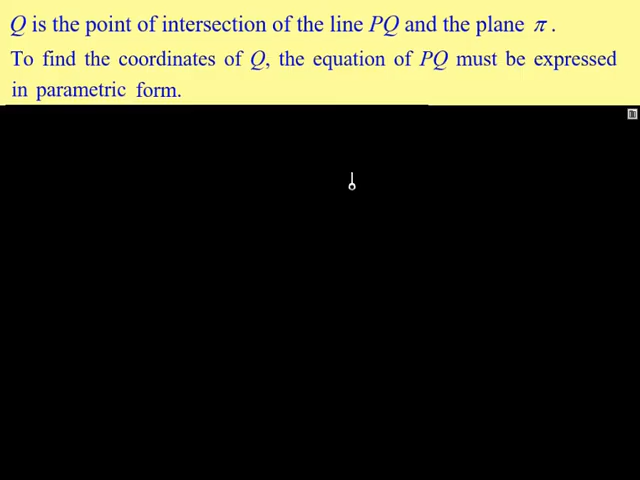 Q is the point of intersection of the line PQ and the plane π .
To find the coordinates of Q, the equation of PQ must be expressed
in parametric form.